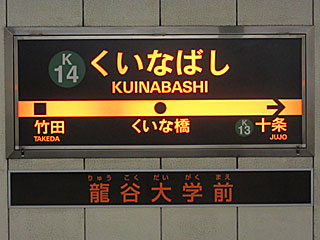 K
14
くいなばし
KUINABASHI
竹田
TAKEDA
くいな橋
K
13
十条
JUJO
りゅう こく だい がく まえ
龍谷大学前